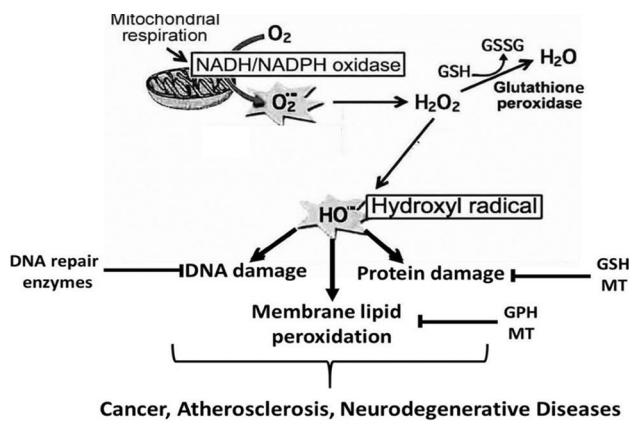 Mitochondrial
respiration
O₂
NADH/NADPH oxidase
GSSG
GSH
H₂O
Glutathione
peroxidase
O₂•−
H₂O₂
HO•−
Hydroxyl radical
DNA repair
enzymes
DNA damage
Protein damage
GSH
MT
Membrane lipid
peroxidation
GPH
MT
Cancer, Atherosclerosis, Neurodegenerative Diseases